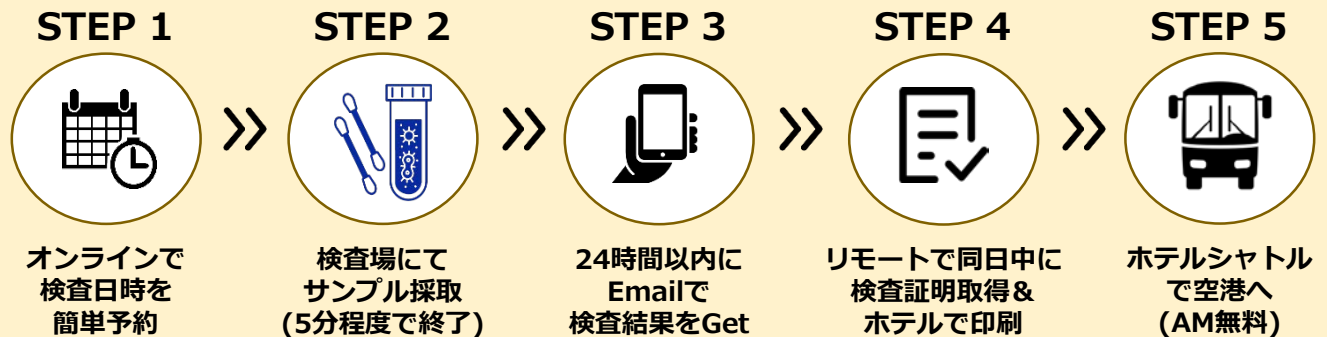 STEP 1
オンラインで
検査日時を
簡単予約
STEP 2
検査場にて
サンプル採取
(5分程度で終了)
STEP 3
24時間以内に
Emailで
検査結果をGet
STEP 4
リモートで同日中に
検査証明取得＆
ホテルで印刷
STEP 5
ホテルシャトル
で空港へ
(AM無料)